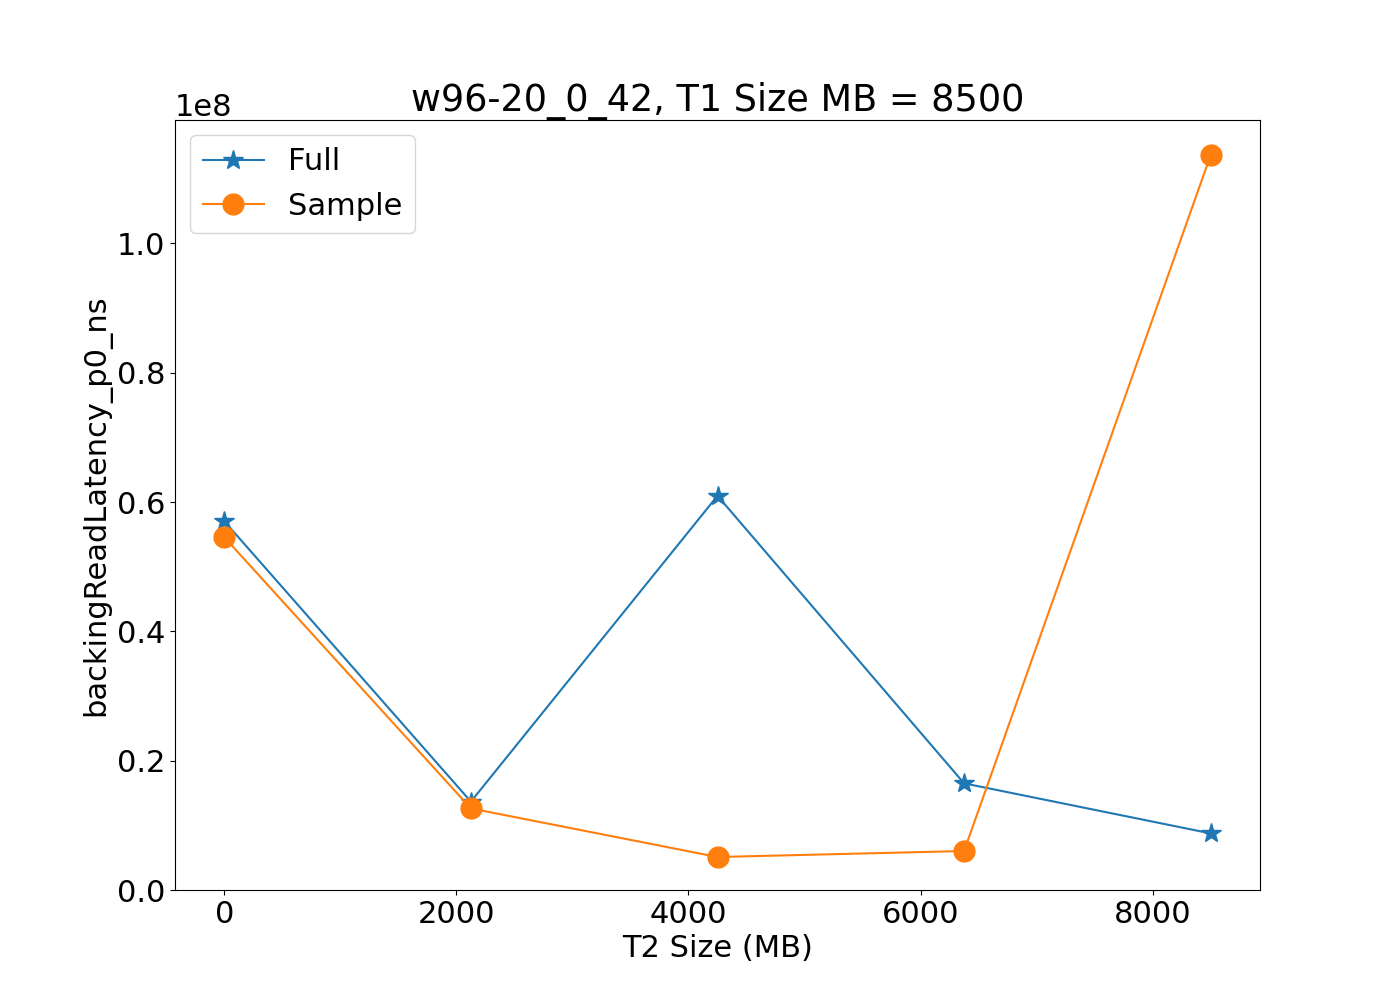 w96-20_0_42, T1 Size MB = 8500
1e8
Full
Sample
1.0
0.8
0.6
0.4
0.2
0.0
backingReadLatency_p0_ns
0 2000 4000 6000 8000
T2 Size (MB)